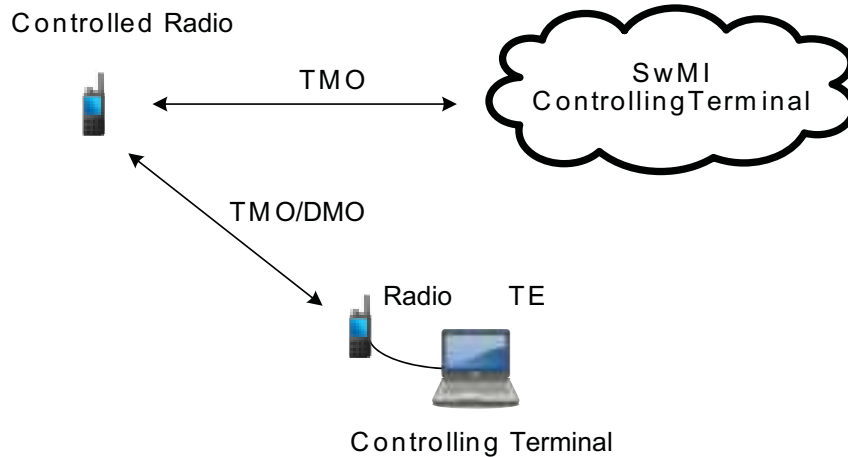 Controlled Radio
TMO
SwMI
ControllingTerminal
TMO/DMO
Radio TE
Controlling Terminal